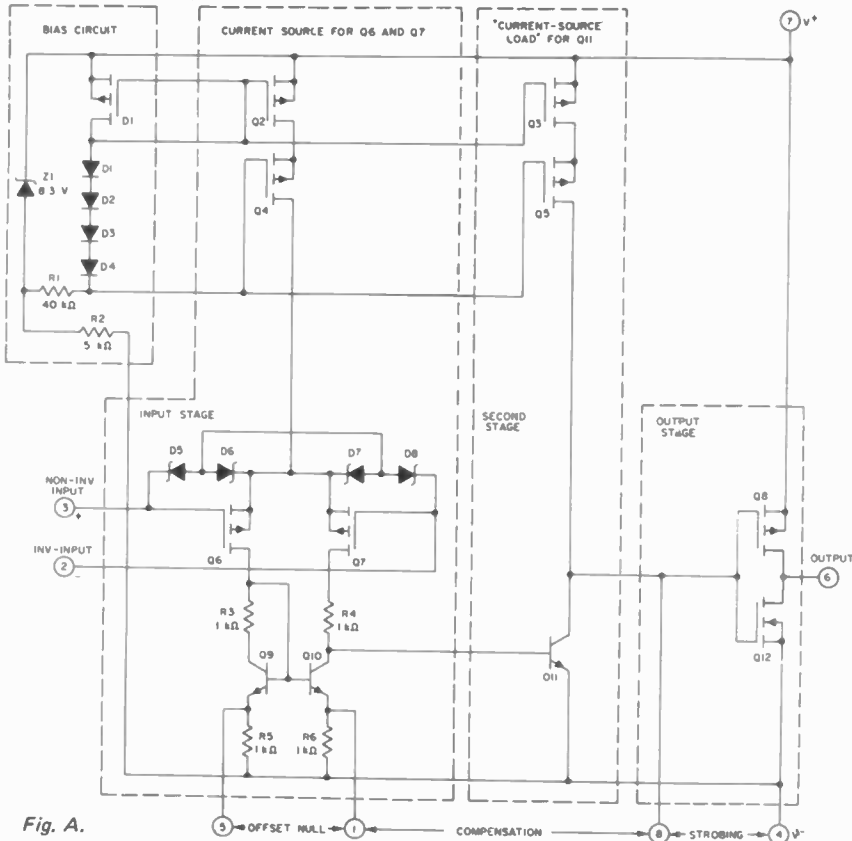 BIAS CIRCUIT
CURRENT SOURCE FOR Q6 AND Q7
"CURRENT-SOURCE
LOAD" FOR Q11
7
V+
D1
Q2
Q3
Z1
8.3 V
D1
D2
D3
D4
Q4
Q5
R1
40 kΩ
R2
5 kΩ
INPUT STAGE
SECOND
STAGE
OUTPUT
STAGE
D5
D6
D7
D8
NON-INV
INPUT
3
+
INV-INPUT
2
-
Q6
Q7
Q8
OUTPUT
6
Q12
R3
1 kΩ
R4
1 kΩ
Q9
Q10
Q11
R5
1 kΩ
R6
1 kΩ
Fig. A.
5
OFFSET NULL
1
COMPENSATION
8
STROBING
4
V-